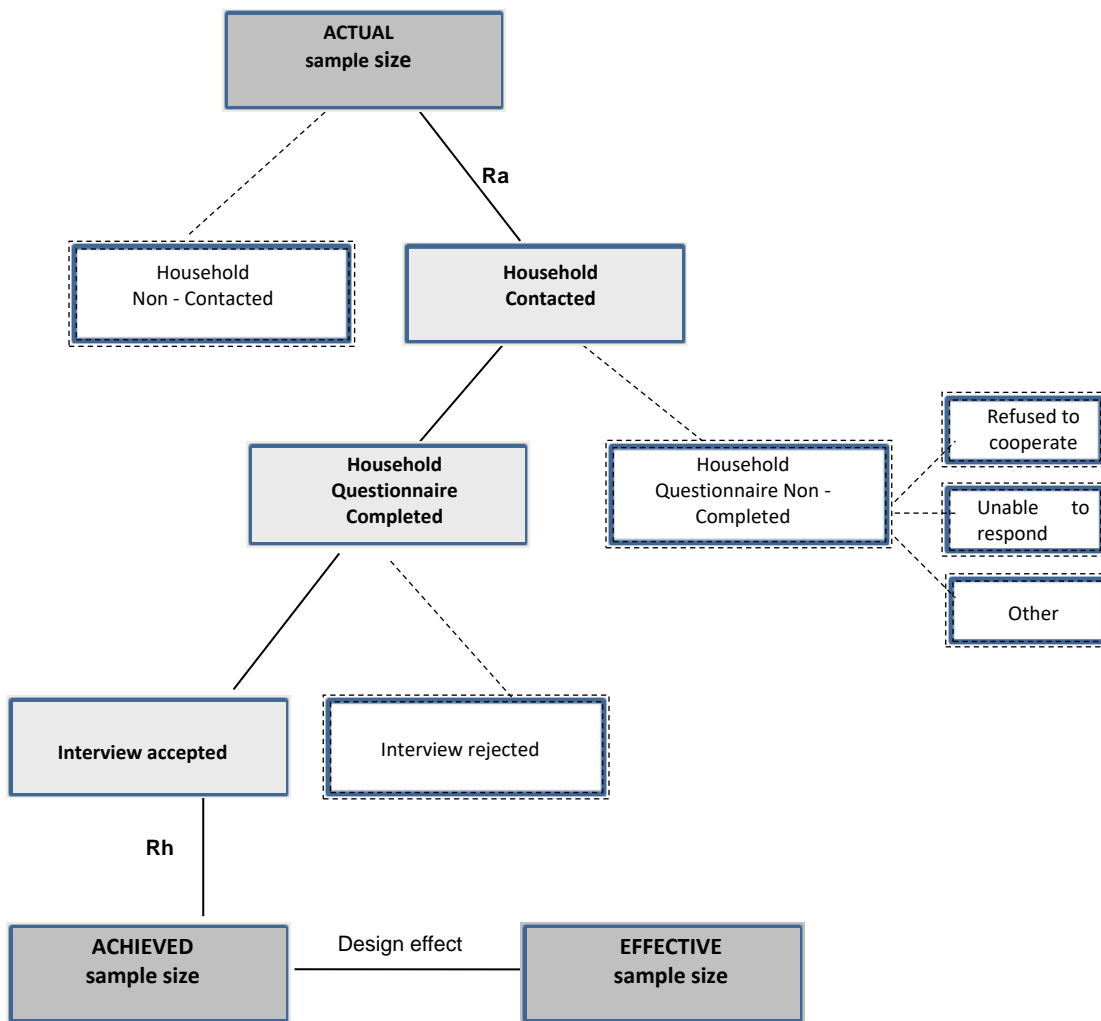 ACTUAL
sample size
Ra
Household
Non - Contacted
Household
Contacted
Household
Questionnaire
Completed
Household
Questionnaire Non -
Completed
Refused to
cooperate
Unable to
respond
Other
Interview accepted
Interview rejected
Rh
ACHIEVED
sample size
Design effect
EFFECTIVE
sample size